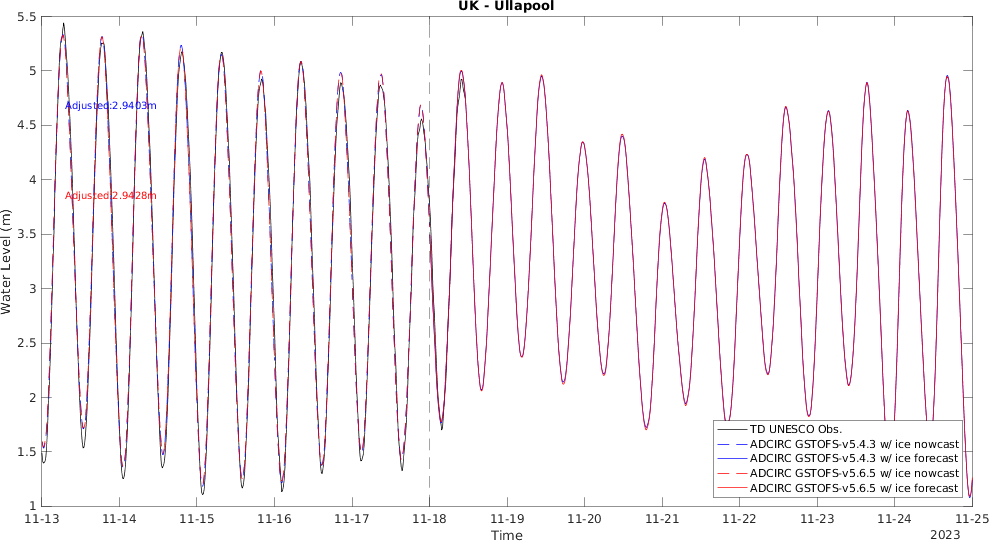 UK - Ullapool
5.5
5
4.5
4
3.5
3
2.5
2
1.5
1
Water Level (m)
Adjusted:2.9403m
Adjusted:2.9428m
TD UNESCO Obs.
ADCIRC GSTOFS-v5.4.3 w/ ice nowcast
ADCIRC GSTOFS-v5.4.3 w/ ice forecast
ADCIRC GSTOFS-v5.6.5 w/ ice nowcast
ADCIRC GSTOFS-v5.6.5 w/ ice forecast
11-13 11-14 11-15 11-16 11-17 11-18 11-19 11-20 11-21 11-22 11-23 11-24 11-25
Time
2023